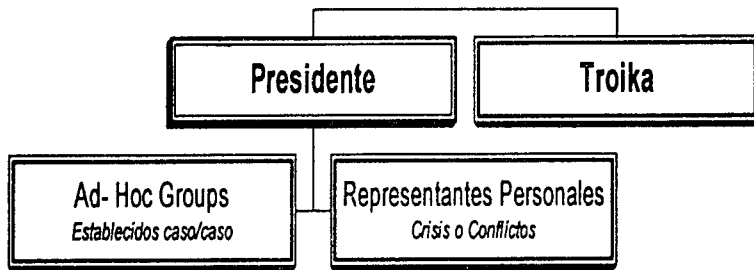 Presidente
Troika
Ad- Hoc Groups
Establecidos caso/caso
Representantes Personales
Crisis o Conflictos